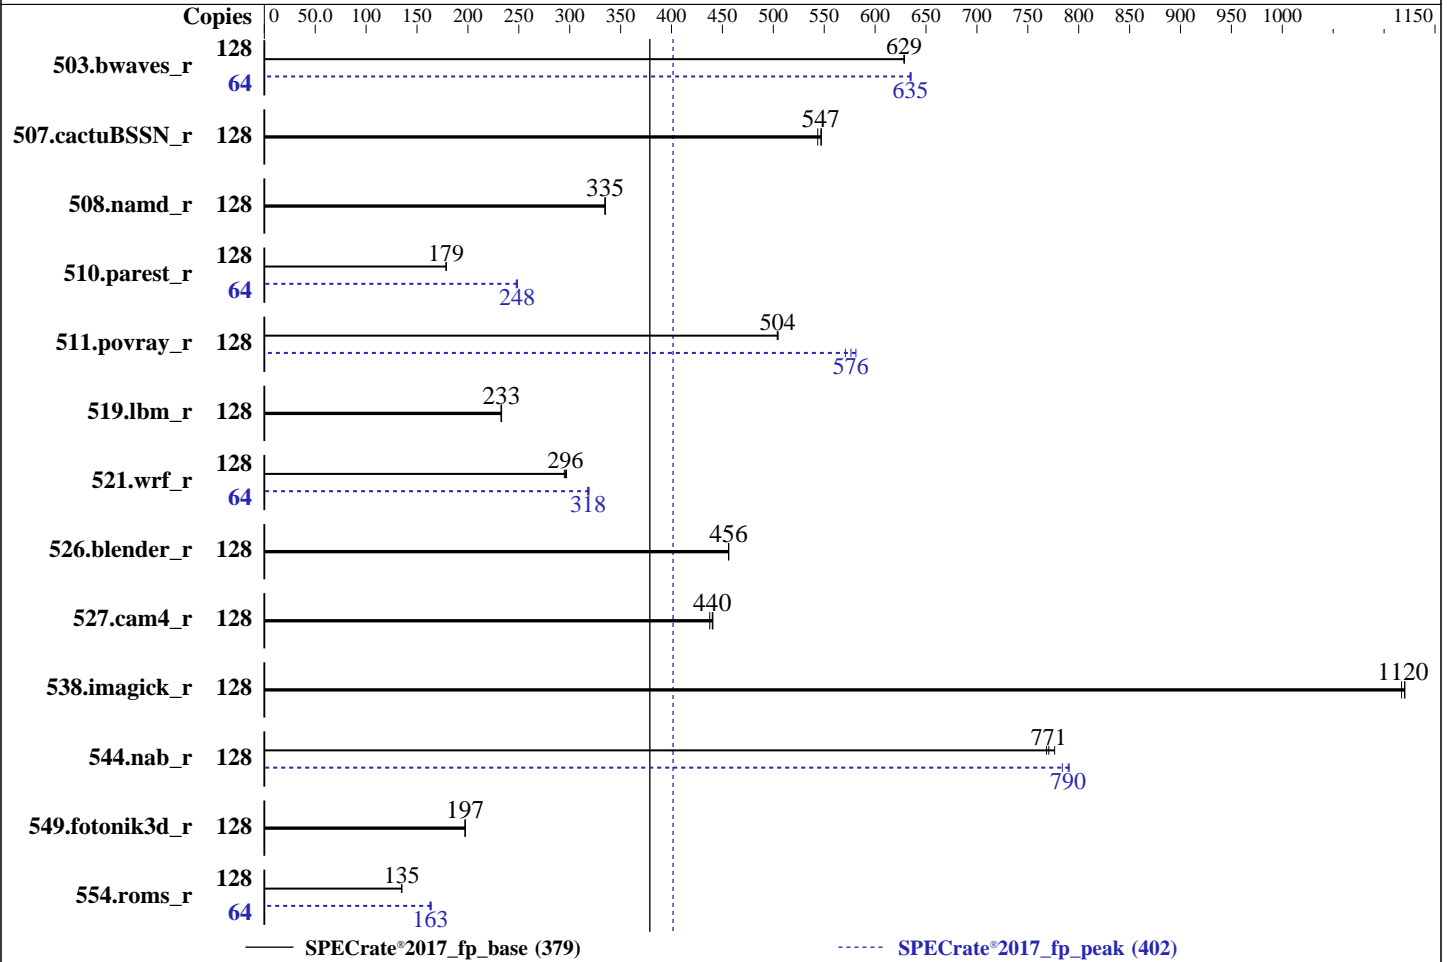 Copies 0 50.0 100 150 200 250 300 350 400 450 500 550 600 650 700 750 800 850 900 950 1000 1150
503.bwaves_r 128 629
64 635
507.cactuBSSN_r 128 547
508.namd_r 128 335
510.parest_r 128 179
64 248
511.povray_r 128 504
576
519.lbm_r 128 233
521.wrf_r 128 296
64 318
526.blender_r 128 456
527.cam4_r 128 440
538.imagick_r 128 1120
544.nab_r 128 771
790
549.fotonik3d_r 128 197
554.roms_r 128 135
64 163
SPECrate®2017_fp_base (379) SPECrate®2017_fp_peak (402)